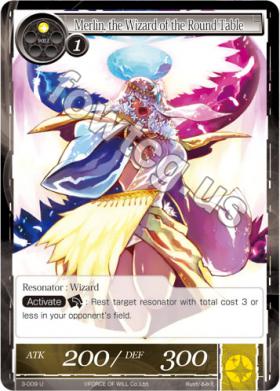 Merlin, the Wizard of the Round Table
WILL
1
fowtcg.us
Resonator : Wizard
Activate : Rest target resonator with total cost 3 or
less in your opponent's field.
3-009 U
ATK 200 / DEF 300
©FORCE OF WILL Co.,Ltd.